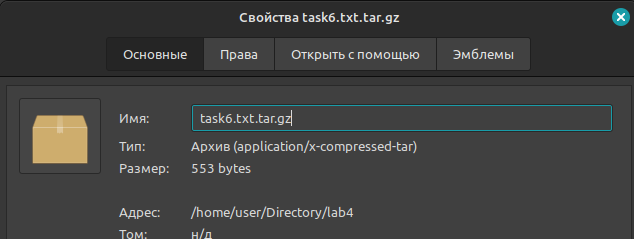 Свойства task6.txt.tar.gz
Основные Права Открыть с помощью Эмблемы
Имя: task6.txt.tar.gz
Тип: Архив (application/x-compressed-tar)
Размер: 553 bytes
Адрес: /home/user/Directory/lab4
Том: н/д